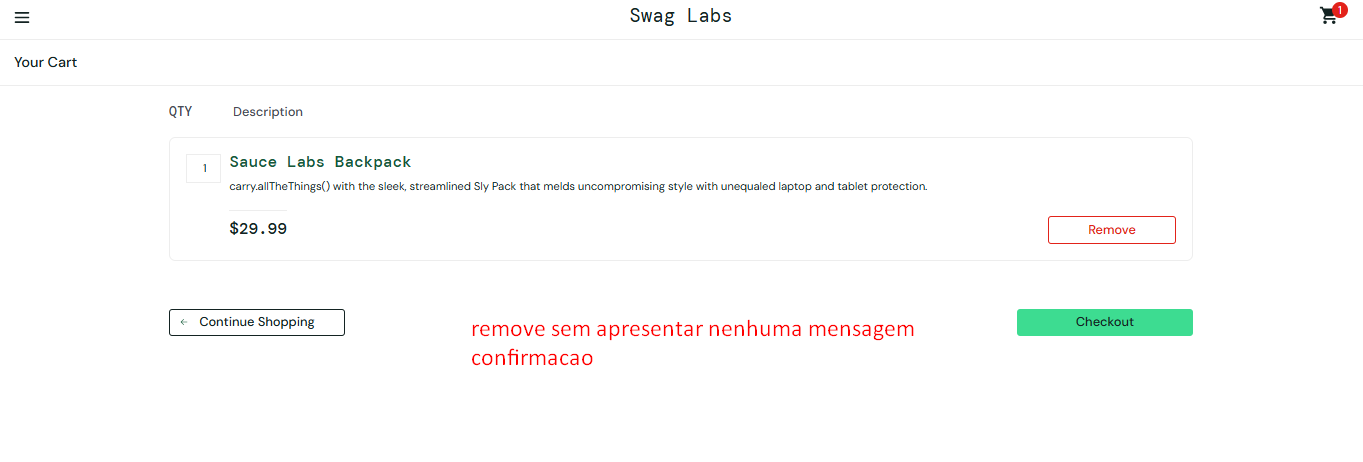 Swag Labs
1
Your Cart
QTY Description
1 Sauce Labs Backpack
carry.allTheThings() with the sleek, streamlined Sly Pack that melds uncompromising style with unequaled laptop and tablet protection.
$29.99 Remove
← Continue Shopping Checkout
remove sem apresentar nenhuma mensagem
confirmacao